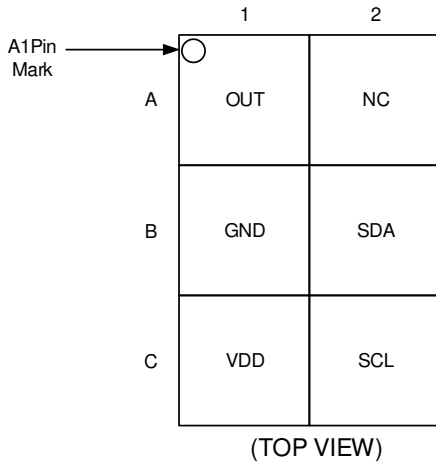 1 2
A1Pin
Mark
A OUT NC
B GND SDA
C VDD SCL
(TOP VIEW)